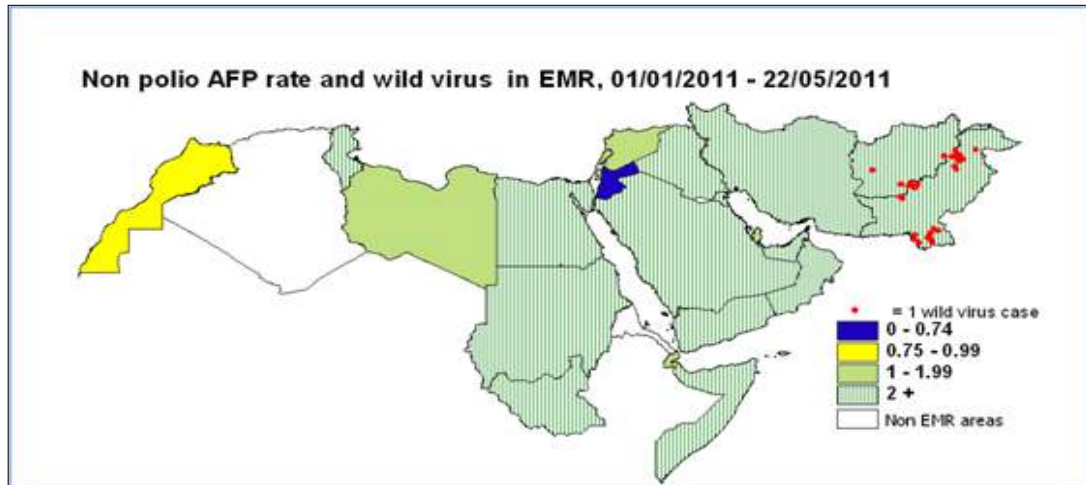 Non polio AFP rate and wild virus in EMR, 01/01/2011 - 22/05/2011
= 1 wild virus case
0 - 0.74
0.75 - 0.99
1 - 1.99
2 +
Non EMR areas